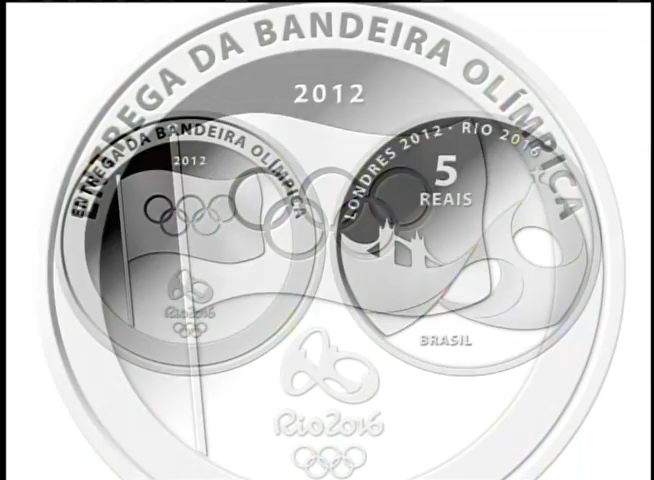 ENTREGA DA BANDEIRA OLÍMPICA
2012
ENTREGA DA BANDEIRA OLÍMPICA
2012
Rio2016
LONDRES 2012 · RIO 2016
5
REAIS
BRASIL
Rio2016